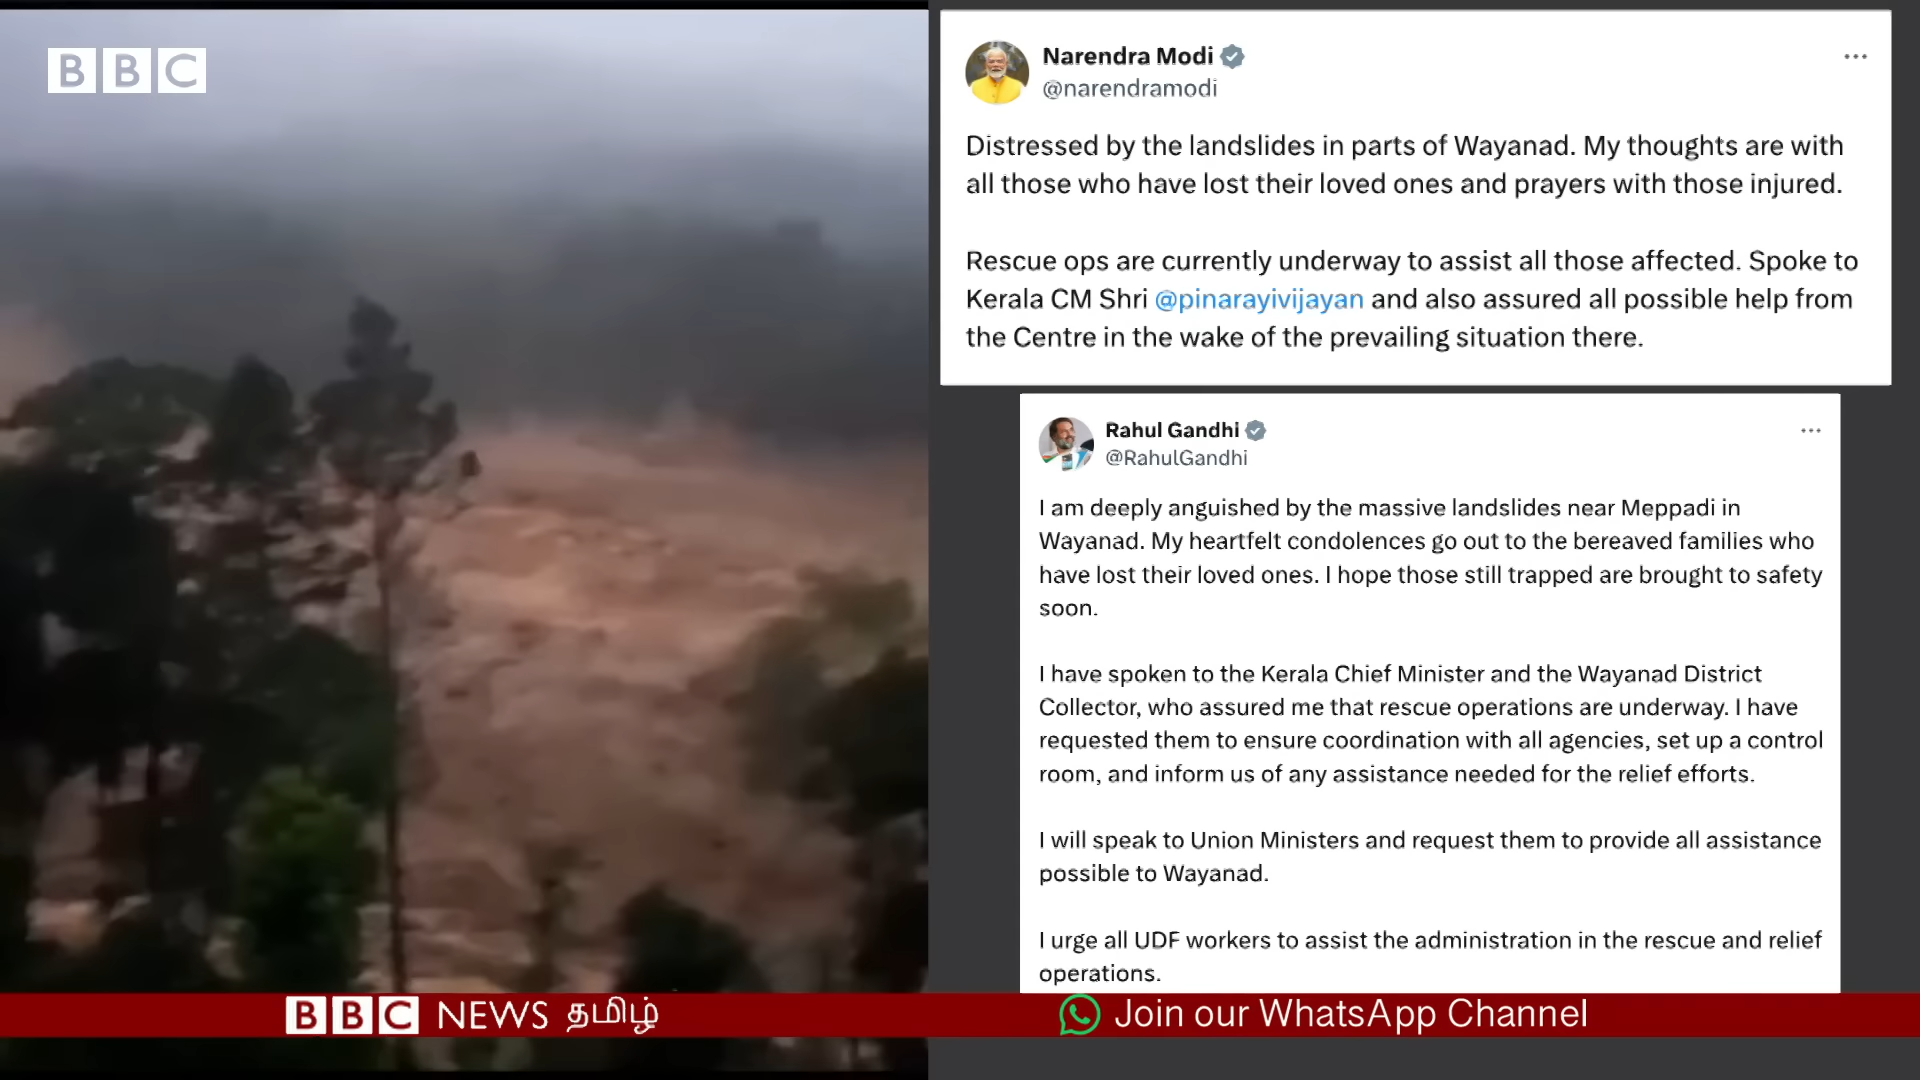 BBC
Narendra Modi
@narendramodi
Distressed by the landslides in parts of Wayanad. My thoughts are with
all those who have lost their loved ones and prayers with those injured.
Rescue ops are currently underway to assist all those affected. Spoke to
Kerala CM Shri @pinarayivijayan and also assured all possible help from
the Centre in the wake of the prevailing situation there.
Rahul Gandhi
@RahulGandhi
I am deeply anguished by the massive landslides near Meppadi in
Wayanad. My heartfelt condolences go out to the bereaved families who
have lost their loved ones. I hope those still trapped are brought to safety
soon.
I have spoken to the Kerala Chief Minister and the Wayanad District
Collector, who assured me that rescue operations are underway. I have
requested them to ensure coordination with all agencies, set up a control
room, and inform us of any assistance needed for the relief efforts.
I will speak to Union Ministers and request them to provide all assistance
possible to Wayanad.
I urge all UDF workers to assist the administration in the rescue and relief
operations.
BBC NEWS தமிழ்
Join our WhatsApp Channel